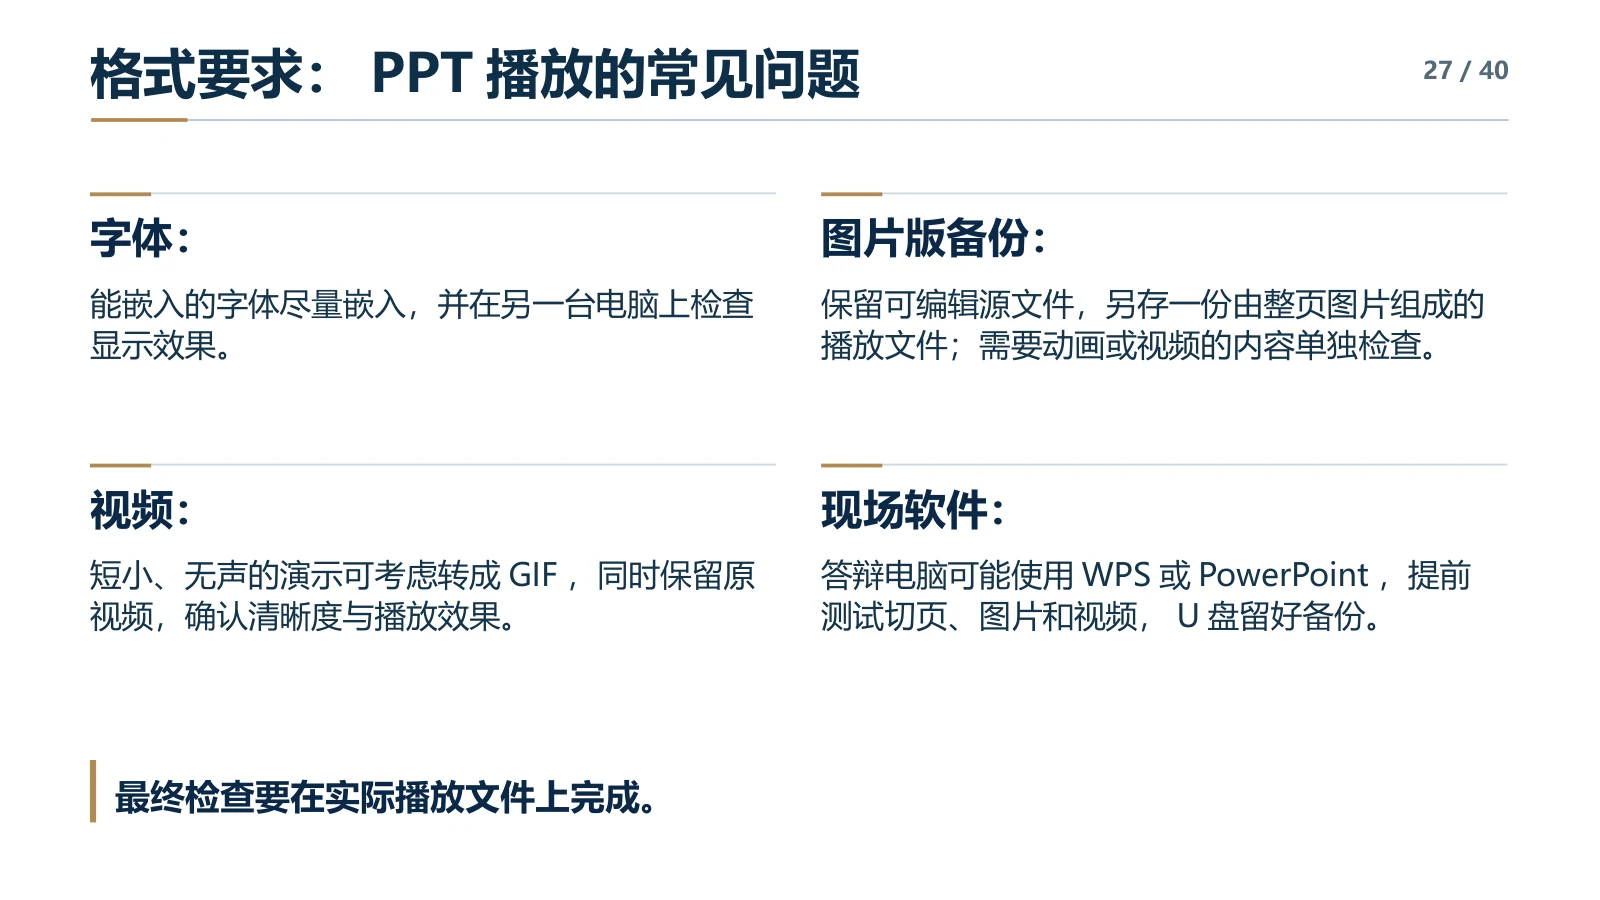 格式要求： PPT 播放的常见问题
27 / 40
字体：
能嵌入的字体尽量嵌入，并在另一台电脑上检查
显示效果。
图片版备份：
保留可编辑源文件，另存一份由整页图片组成的
播放文件；需要动画或视频的内容单独检查。
视频：
短小、无声的演示可考虑转成 GIF ，同时保留原
视频，确认清晰度与播放效果。
现场软件：
答辩电脑可能使用 WPS 或 PowerPoint ，提前
测试切页、图片和视频， U 盘留好备份。
最终检查要在实际播放文件上完成。